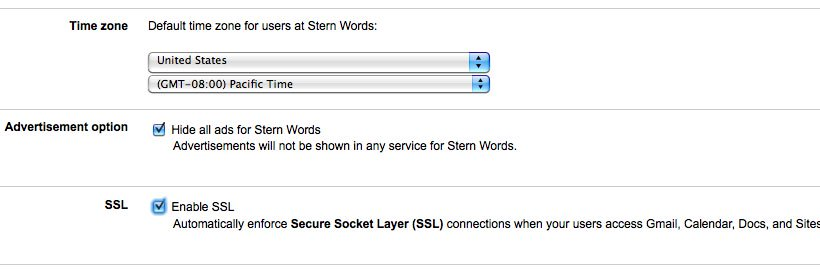 Time zone Default time zone for users at Stern Words:
United States
(GMT-08:00) Pacific Time
Advertisement option Hide all ads for Stern Words
Advertisements will not be shown in any service for Stern Words.
SSL Enable SSL
Automatically enforce Secure Socket Layer (SSL) connections when your users access Gmail, Calendar, Docs, and Sites